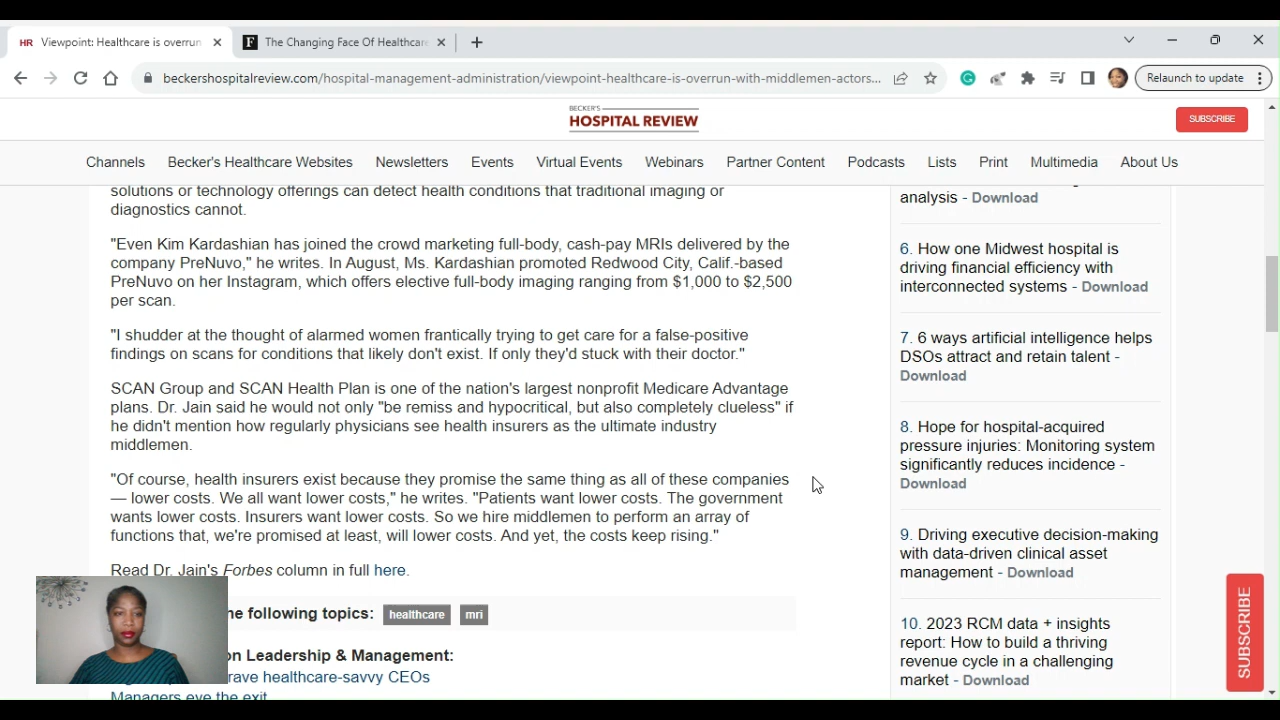 HR Viewpoint: Healthcare is overrun
F The Changing Face Of Healthcare
beckershospitalreview.com/hospital-management-administration/viewpoint-healthcare-is-overrun-with-middlemen-actors...
Relaunch to update
BECKER'S
HOSPITAL REVIEW
SUBSCRIBE
Channels Becker's Healthcare Websites Newsletters Events Virtual Events Webinars Partner Content Podcasts Lists Print Multimedia About Us
solutions or technology offerings can detect health conditions that traditional imaging or
diagnostics cannot.
"Even Kim Kardashian has joined the crowd marketing full-body, cash-pay MRIs delivered by the
company PreNuvo," he writes. In August, Ms. Kardashian promoted Redwood City, Calif.-based
PreNuvo on her Instagram, which offers elective full-body imaging ranging from $1,000 to $2,500
per scan.
"I shudder at the thought of alarmed women frantically trying to get care for a false-positive
findings on scans for conditions that likely don't exist. If only they'd stuck with their doctor."
SCAN Group and SCAN Health Plan is one of the nation's largest nonprofit Medicare Advantage
plans. Dr. Jain said he would not only "be remiss and hypocritical, but also completely clueless" if
he didn't mention how regularly physicians see health insurers as the ultimate industry
middlemen.
"Of course, health insurers exist because they promise the same thing as all of these companies
— lower costs. We all want lower costs," he writes. "Patients want lower costs. The government
wants lower costs. Insurers want lower costs. So we hire middlemen to perform an array of
functions that, we're promised at least, will lower costs. And yet, the costs keep rising."
Read Dr. Jain's Forbes column in full here.
following topics: healthcare mri
on Leadership & Management:
healthcare-savvy CEOs
Managers eye the exit
analysis - Download
6. How one Midwest hospital is
driving financial efficiency with
interconnected systems - Download
7. 6 ways artificial intelligence helps
DSOs attract and retain talent -
Download
8. Hope for hospital-acquired
pressure injuries: Monitoring system
significantly reduces incidence -
Download
9. Driving executive decision-making
with data-driven clinical asset
management - Download
10. 2023 RCM data + insights
report: How to build a thriving
revenue cycle in a challenging
market - Download
SUBSCRIBE